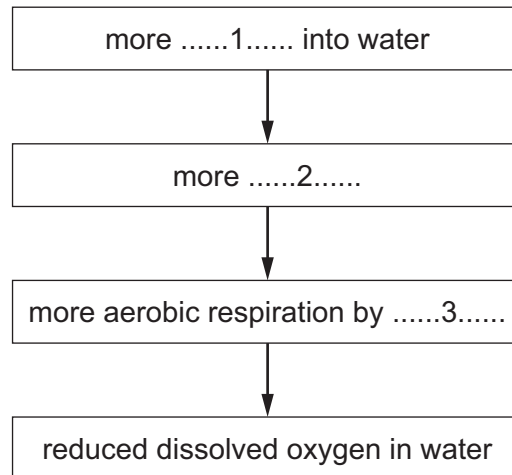 more ......1...... into water
more ......2......
more aerobic respiration by ......3......
reduced dissolved oxygen in water